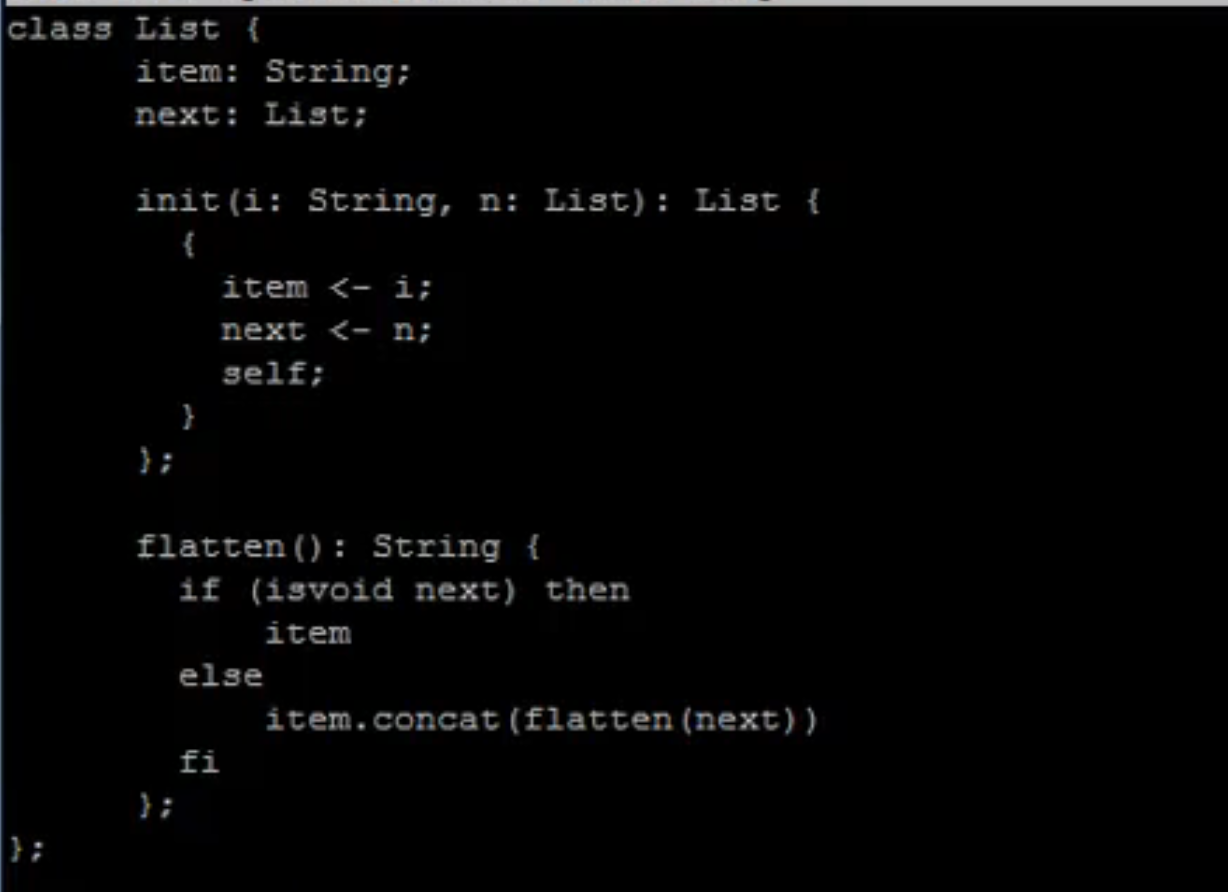 class List {
item: String;
next: List;
init(i: String, n: List): List {
{
item <- i;
next <- n;
self;
}
};
flatten(): String {
if (isvoid next) then
item
else
item.concat(flatten(next))
fi
};
};